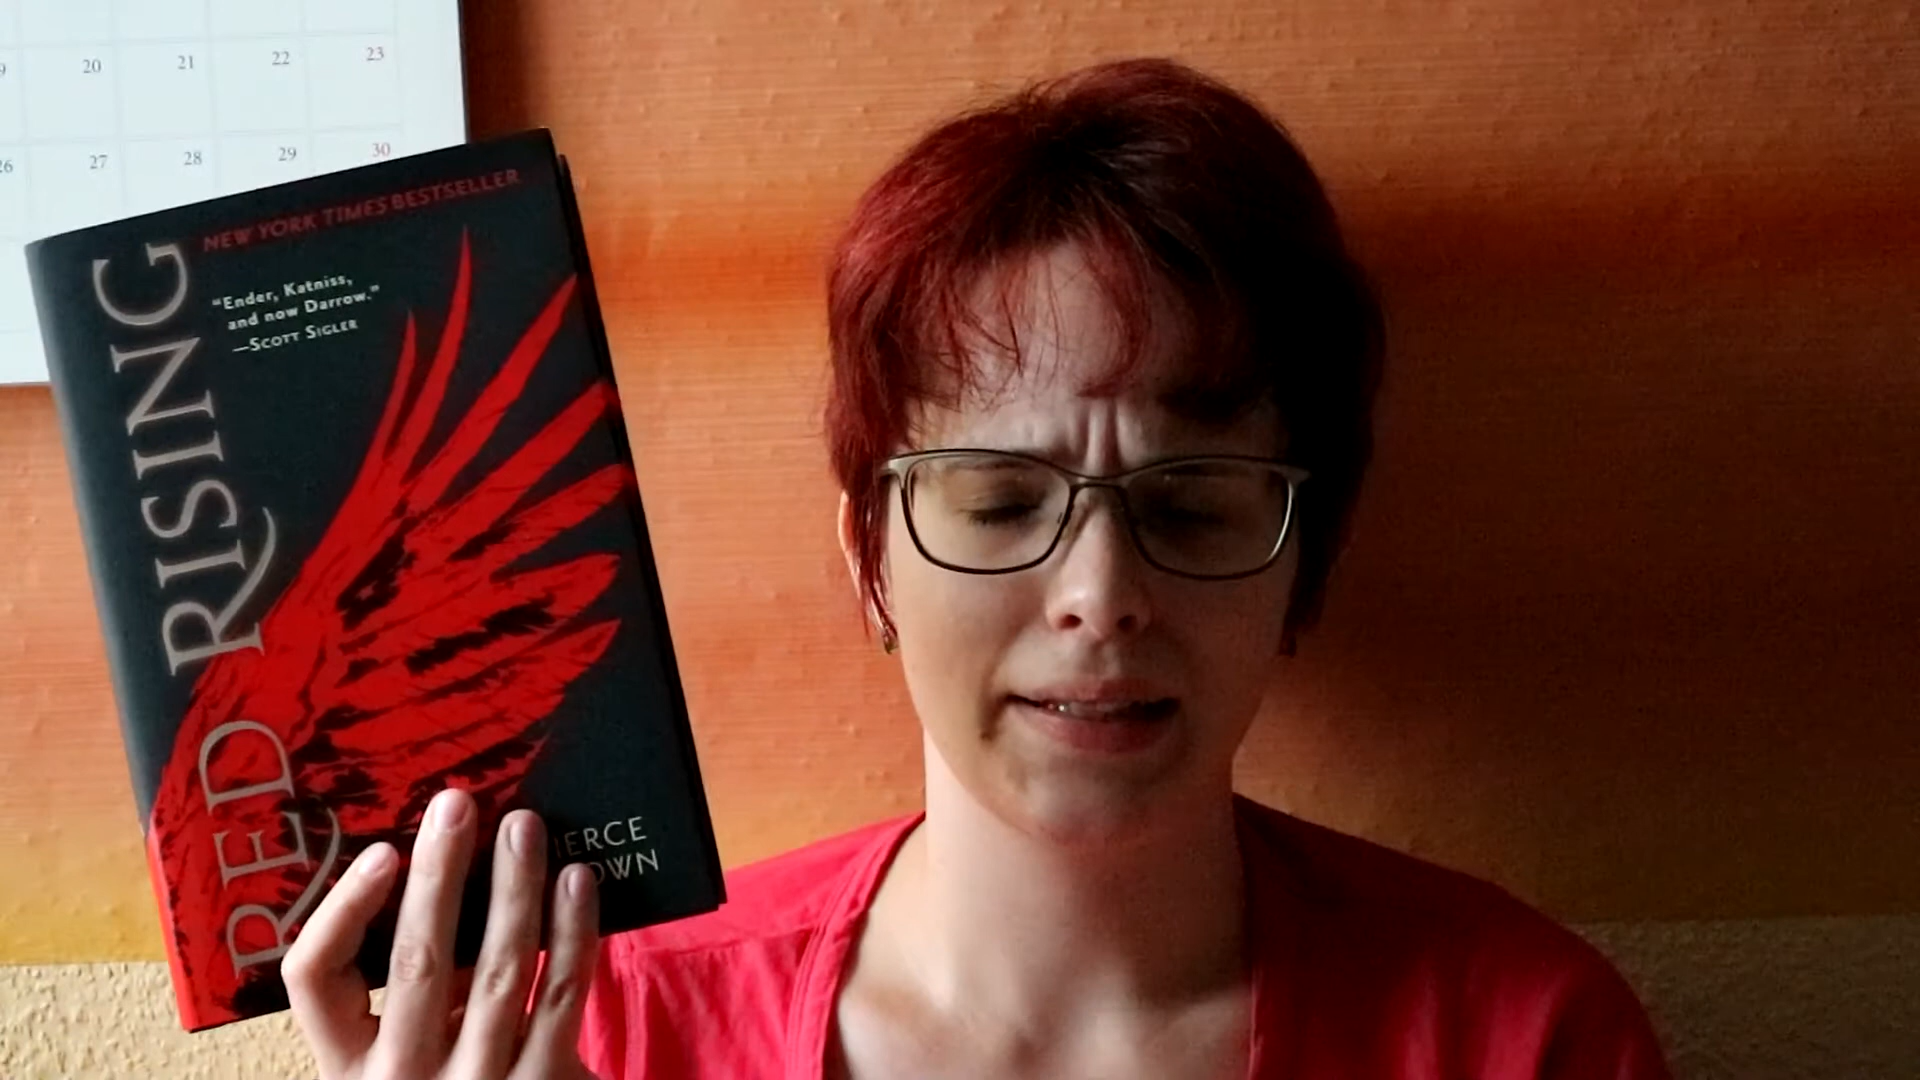 20 21 22 23
26 27 28 29 30
NEW YORK TIMES BESTSELLER
"Ender, Katniss,
and now Darrow."
—SCOTT SIGLER
RED RISING